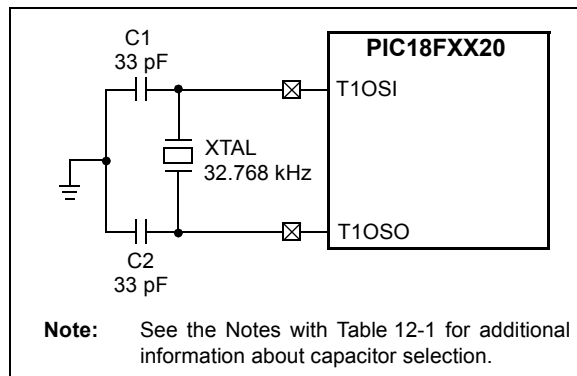 C1
33 pF
PIC18FXX20
T1OSI
XTAL
32.768 kHz
T1OSO
C2
33 pF
Note: See the Notes with Table 12-1 for additional
information about capacitor selection.